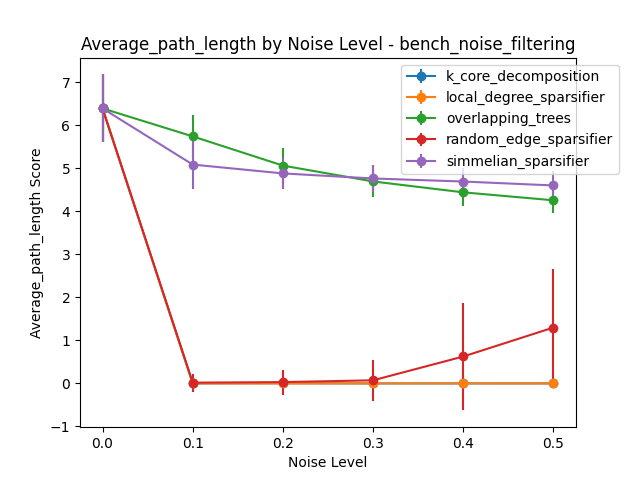 Average_path_length by Noise Level - bench_noise_filtering
k_core_decomposition
local_degree_sparsifier
overlapping_trees
random_edge_sparsifier
simmelian_sparsifier
Average_path_length Score
7
6
5
4
3
2
1
0
−1
0.0 0.1 0.2 0.3 0.4 0.5
Noise Level